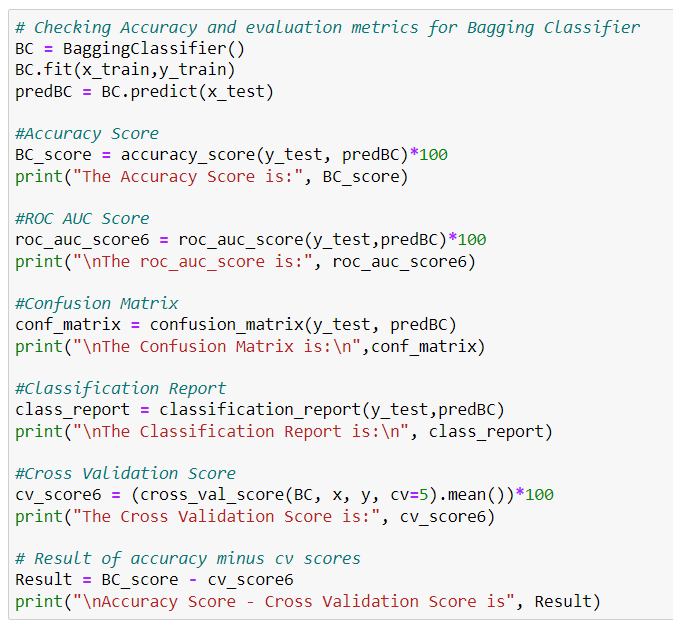 # Checking Accuracy and evaluation metrics for Bagging Classifier
BC = BaggingClassifier()
BC.fit(x_train,y_train)
predBC = BC.predict(x_test)
#Accuracy Score
BC_score = accuracy_score(y_test, predBC)*100
print("The Accuracy Score is:", BC_score)
#ROC AUC Score
roc_auc_score6 = roc_auc_score(y_test,predBC)*100
print("\nThe roc_auc_score is:", roc_auc_score6)
#Confusion Matrix
conf_matrix = confusion_matrix(y_test, predBC)
print("\nThe Confusion Matrix is:\n",conf_matrix)
#Classification Report
class_report = classification_report(y_test,predBC)
print("\nThe Classification Report is:\n", class_report)
#Cross Validation Score
cv_score6 = (cross_val_score(BC, x, y, cv=5).mean())*100
print("The Cross Validation Score is:", cv_score6)
# Result of accuracy minus cv scores
Result = BC_score - cv_score6
print("\nAccuracy Score - Cross Validation Score is", Result)